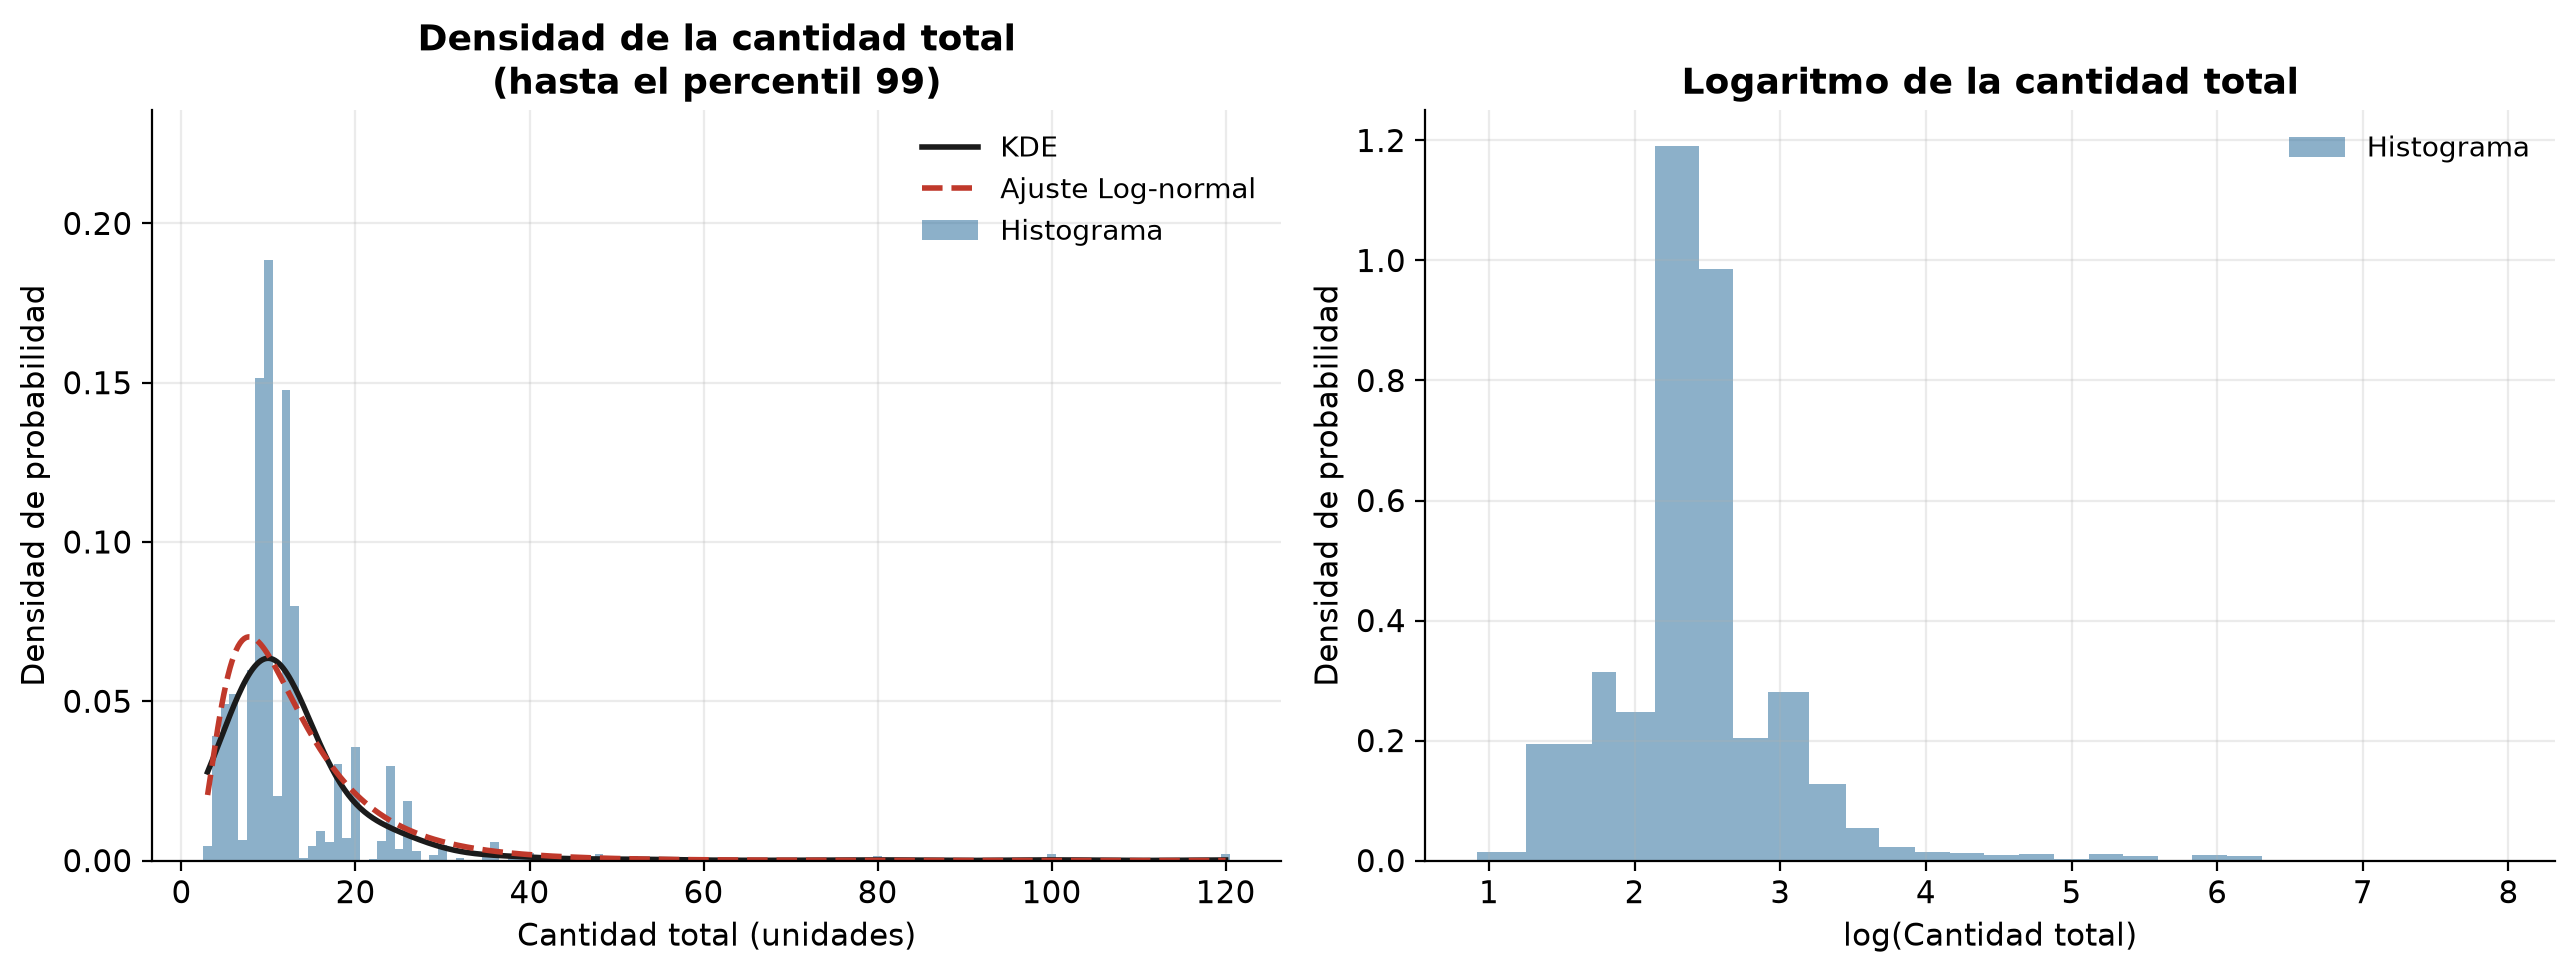 Densidad de la cantidad total
(hasta el percentil 99)
KDE
Ajuste Log-normal
Histograma
Densidad de probabilidad
0.20
0.15
0.10
0.05
0.00
0 20 40 60 80 100 120
Cantidad total (unidades)
Logaritmo de la cantidad total
Histograma
Densidad de probabilidad
1.2
1.0
0.8
0.6
0.4
0.2
0.0
1 2 3 4 5 6 7 8
log(Cantidad total)